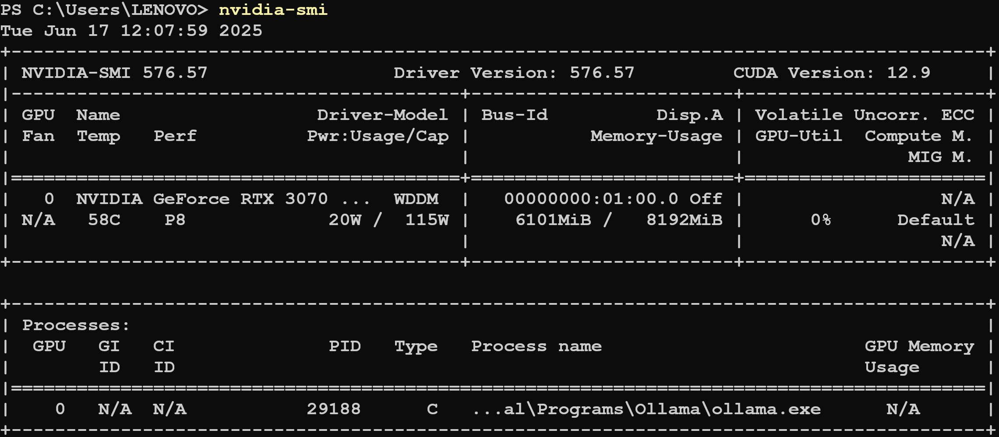 PS C:\Users\LENOVO> nvidia-smi
Tue Jun 17 12:07:59 2025
+-----------------------------------------------------------------------------------------+
| NVIDIA-SMI 576.57                 Driver Version: 576.57         CUDA Version: 12.9     |
|-----------------------------------------+------------------------+----------------------+
| GPU  Name                  Driver-Model | Bus-Id          Disp.A | Volatile Uncorr. ECC |
| Fan  Temp   Perf          Pwr:Usage/Cap |           Memory-Usage | GPU-Util  Compute M. |
|                                         |                        |               MIG M. |
|=========================================+========================+======================|
|   0  NVIDIA GeForce RTX 3070 ...  WDDM  |   00000000:01:00.0 Off |                  N/A |
| N/A   58C    P8             20W /  115W |    6101MiB /   8192MiB |      0%      Default |
|                                         |                        |                  N/A |
+-----------------------------------------+------------------------+----------------------+
+-----------------------------------------------------------------------------------------+
| Processes:                                                                              |
|  GPU   GI   CI              PID   Type   Process name                        GPU Memory |
|        ID   ID                                                               Usage      |
|=========================================================================================|
|    0   N/A  N/A           29188      C   ...al\Programs\Ollama\ollama.exe      N/A      |
+-----------------------------------------------------------------------------------------+